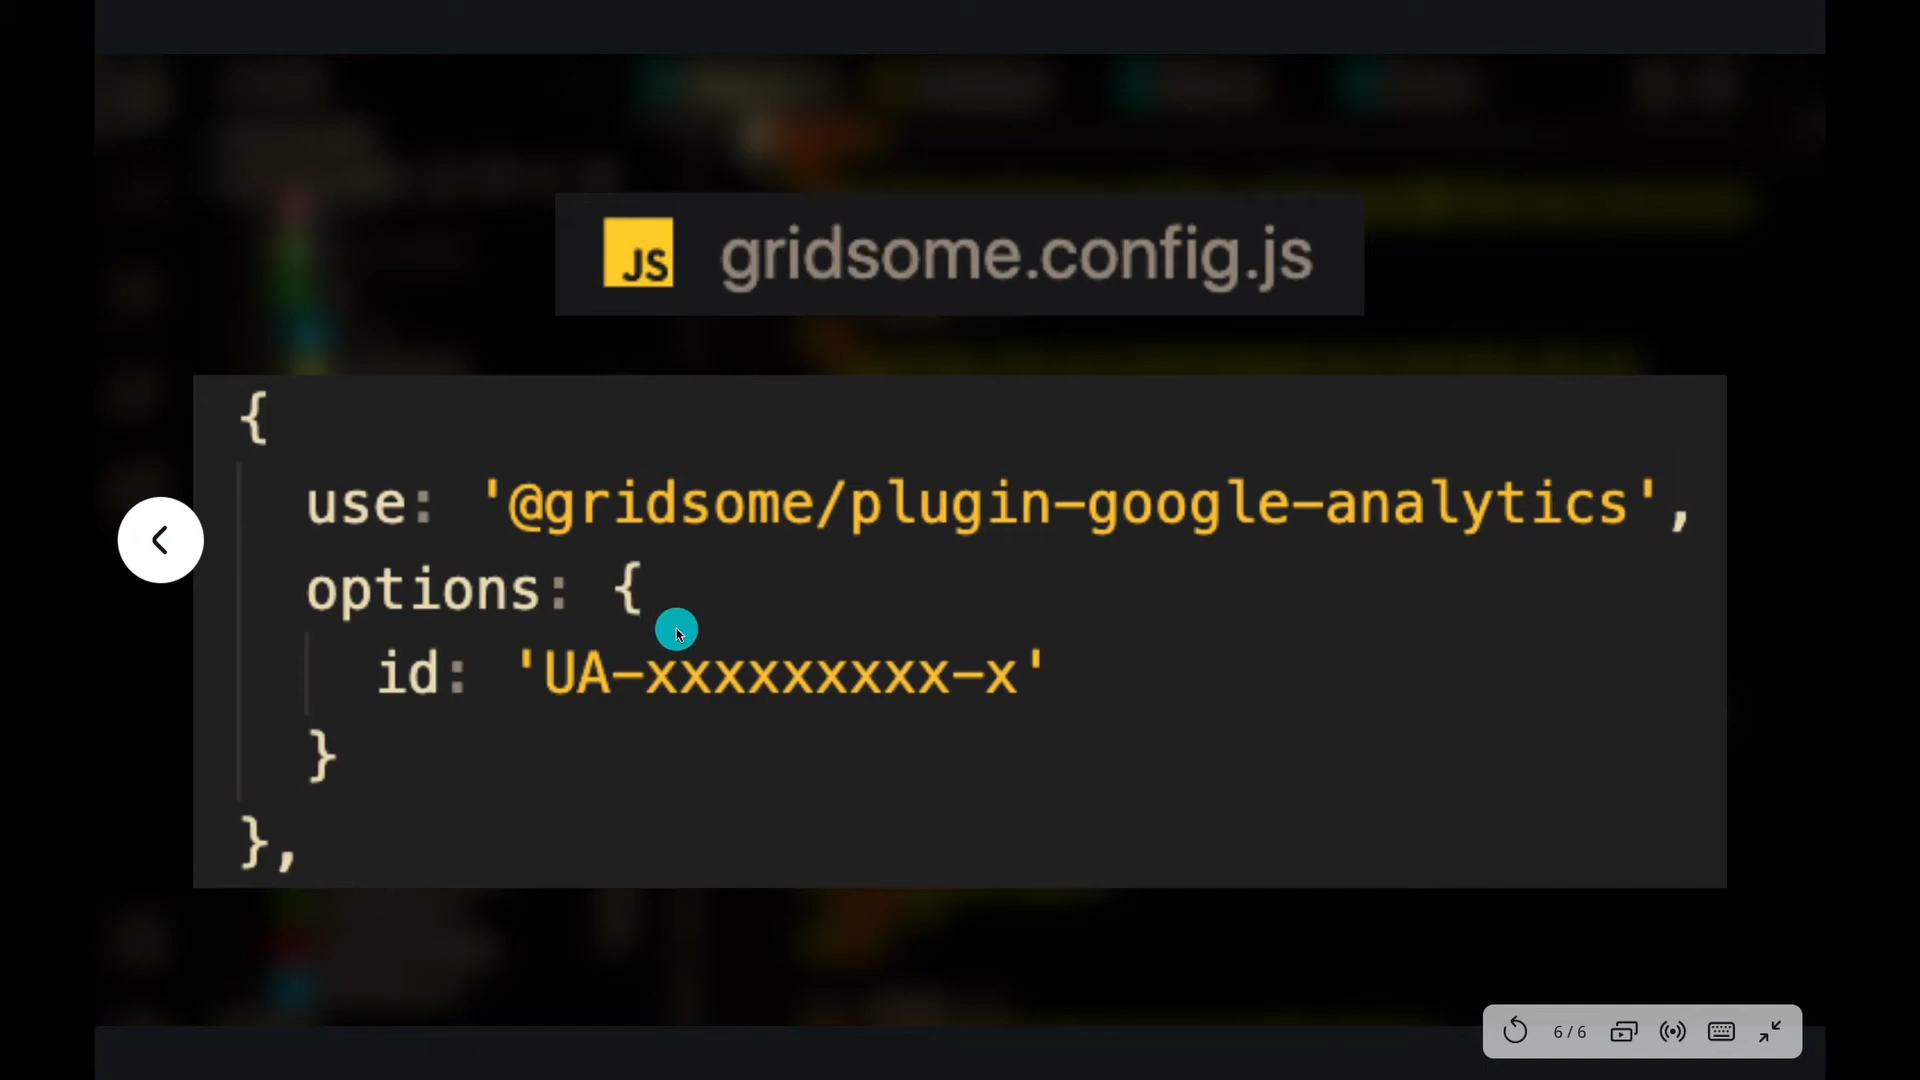 JS gridsome.config.js
{
use: '@gridsome/plugin-google-analytics',
options: {
id: 'UA-xxxxxxxxx-x'
}
},
6 / 6